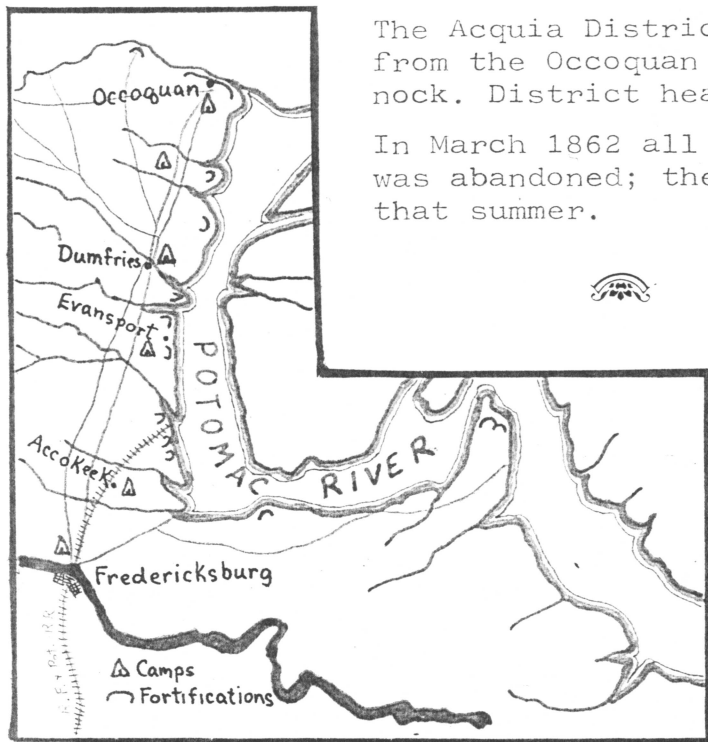 The Acquia Distric
from the Occoquan
nock. District hea
In March 1862 all
was abandoned; the
that summer.
Occoquan
Dumfries
Evansport
POTOMAC RIVER
Accokeek
Fredericksburg
Camps
Fortifications